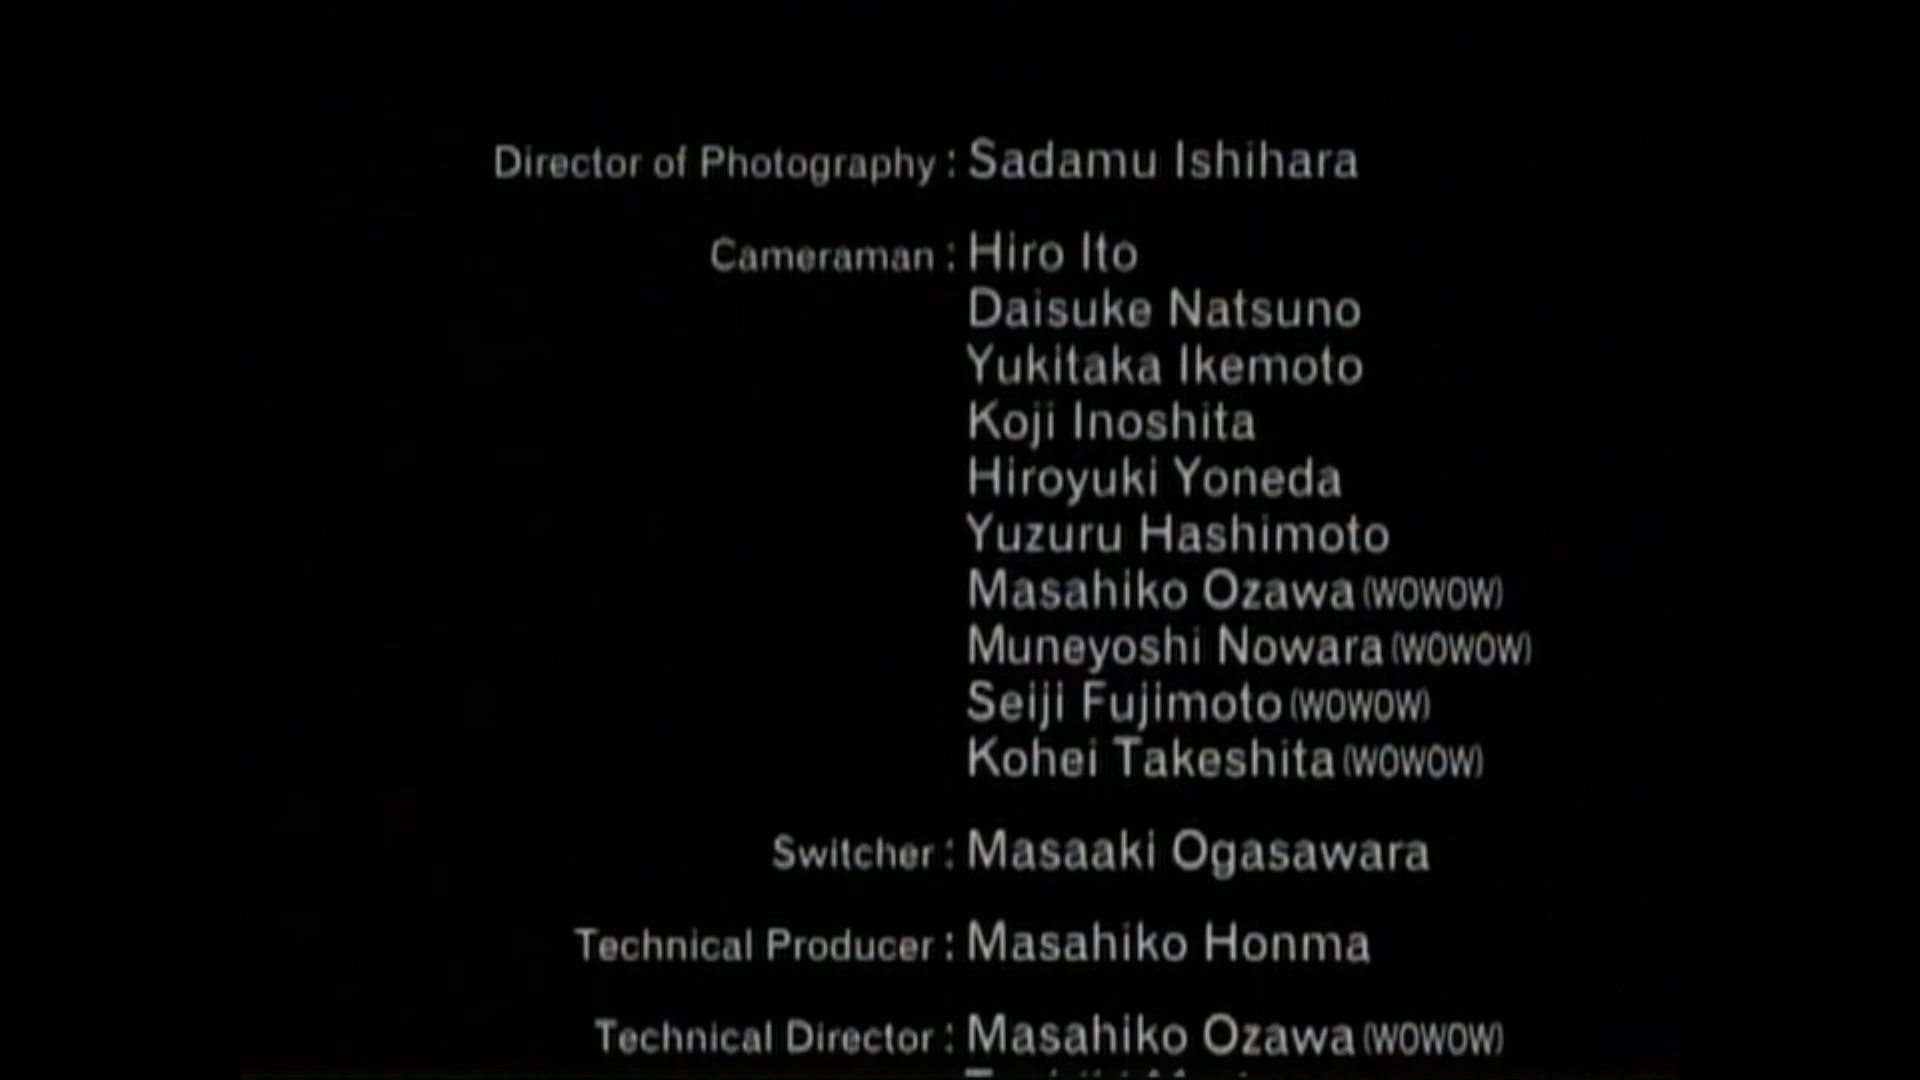 Director of Photography : Sadamu Ishihara
Cameraman : Hiro Ito
Daisuke Natsuno
Yukitaka Ikemoto
Koji Inoshita
Hiroyuki Yoneda
Yuzuru Hashimoto
Masahiko Ozawa (WOWOW)
Muneyoshi Nowara (WOWOW)
Seiji Fujimoto (WOWOW)
Kohei Takeshita (WOWOW)
Switcher : Masaaki Ogasawara
Technical Producer : Masahiko Honma
Technical Director : Masahiko Ozawa (WOWOW)